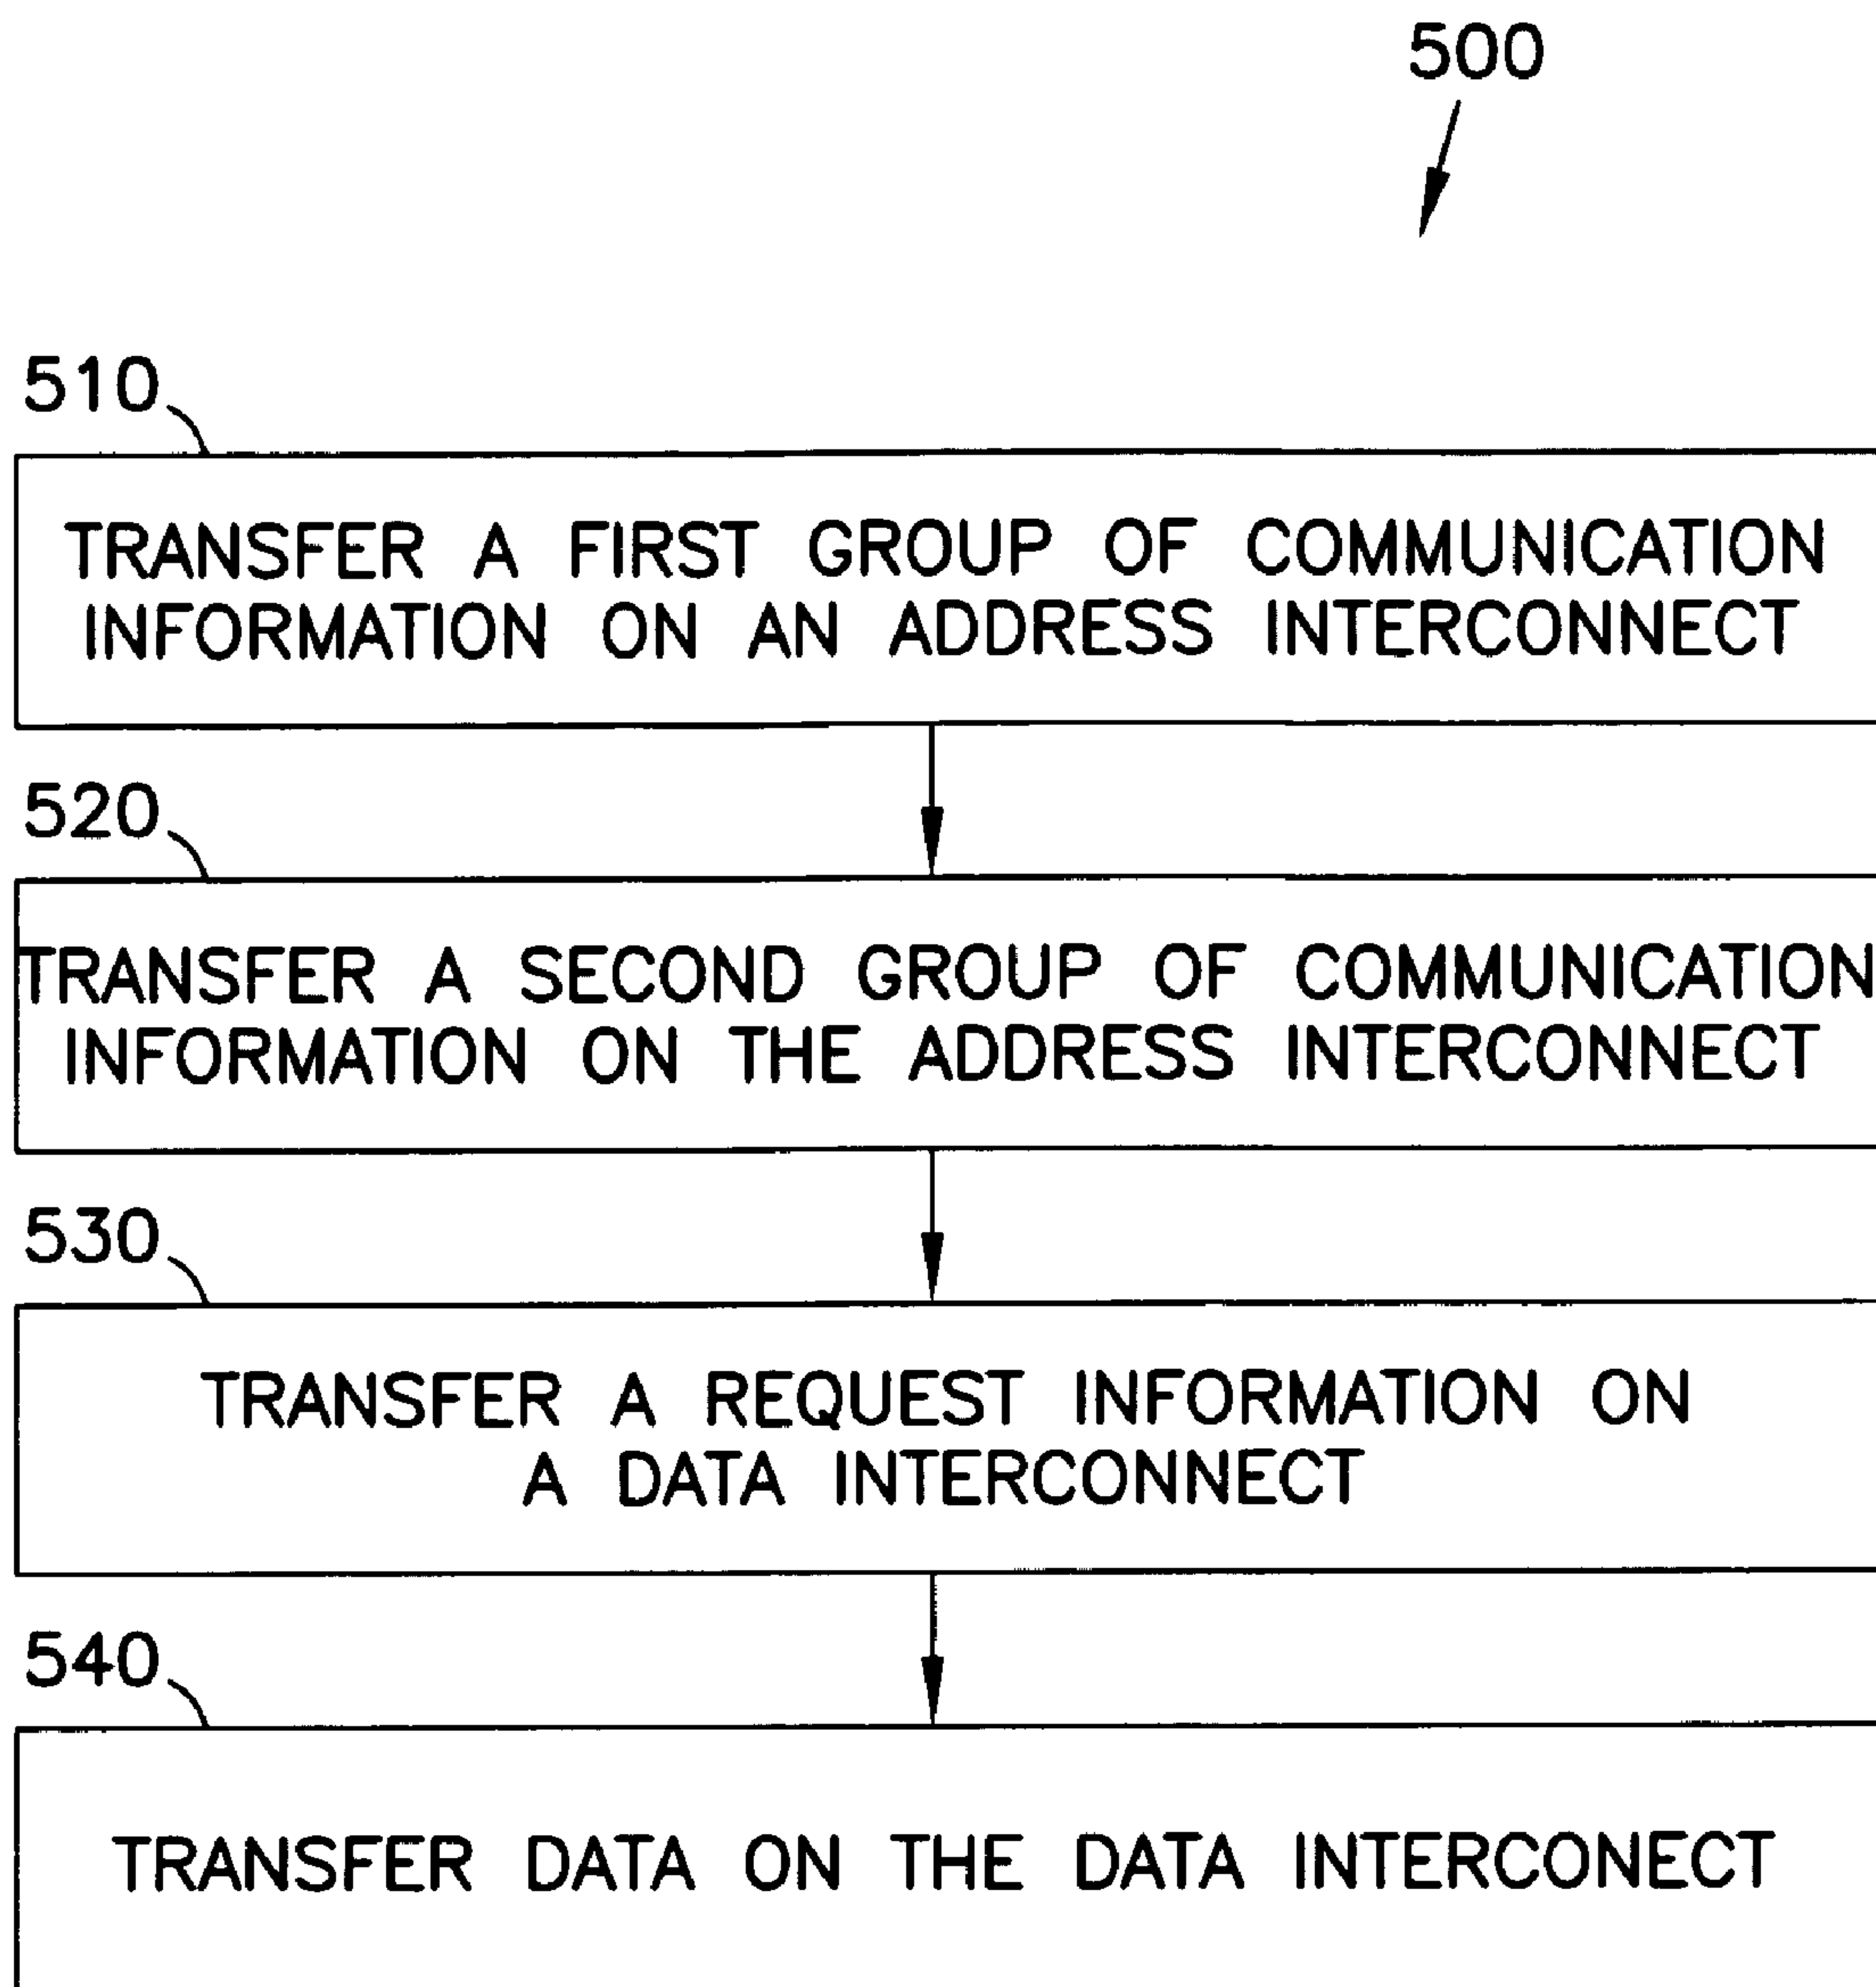 500
510
TRANSFER A FIRST GROUP OF COMMUNICATION
INFORMATION ON AN ADDRESS INTERCONNECT
520
TRANSFER A SECOND GROUP OF COMMUNICATION
INFORMATION ON THE ADDRESS INTERCONNECT
530
TRANSFER A REQUEST INFORMATION ON
A DATA INTERCONNECT
540
TRANSFER DATA ON THE DATA INTERCONECT